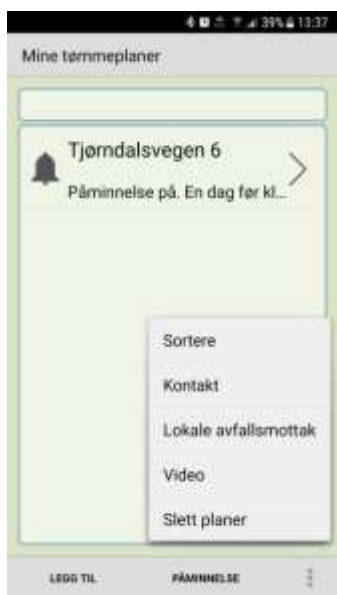 39% 13:37
Mine tømmeplaner
Tjørndalsvegen 6
Påminnelse på. En dag før kl...
Sortere
Kontakt
Lokale avfallsmottak
Video
Slett planer
LEGG TIL
PÅMINNELSE